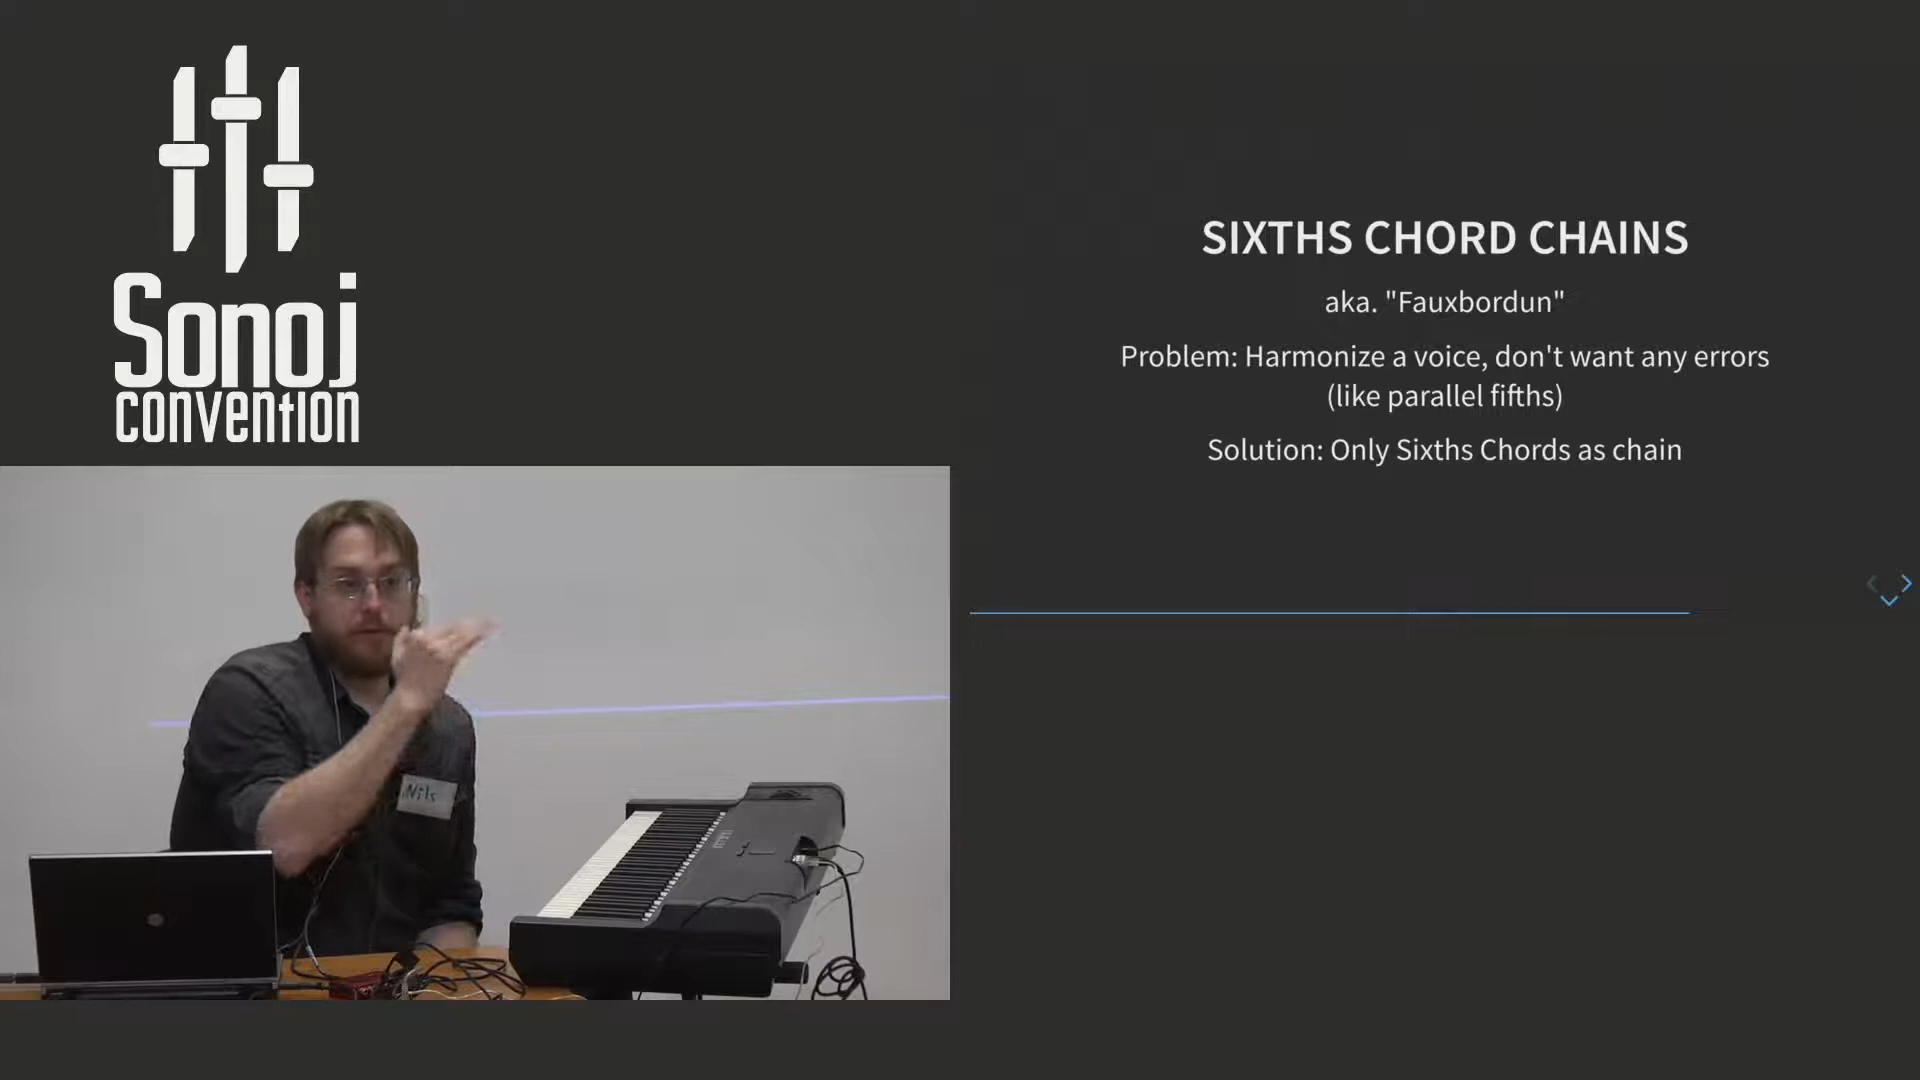 Sonoj
convention
SIXTHS CHORD CHAINS
aka. "Fauxbordun"
Problem: Harmonize a voice, don't want any errors
(like parallel fifths)
Solution: Only Sixths Chords as chain
Nils